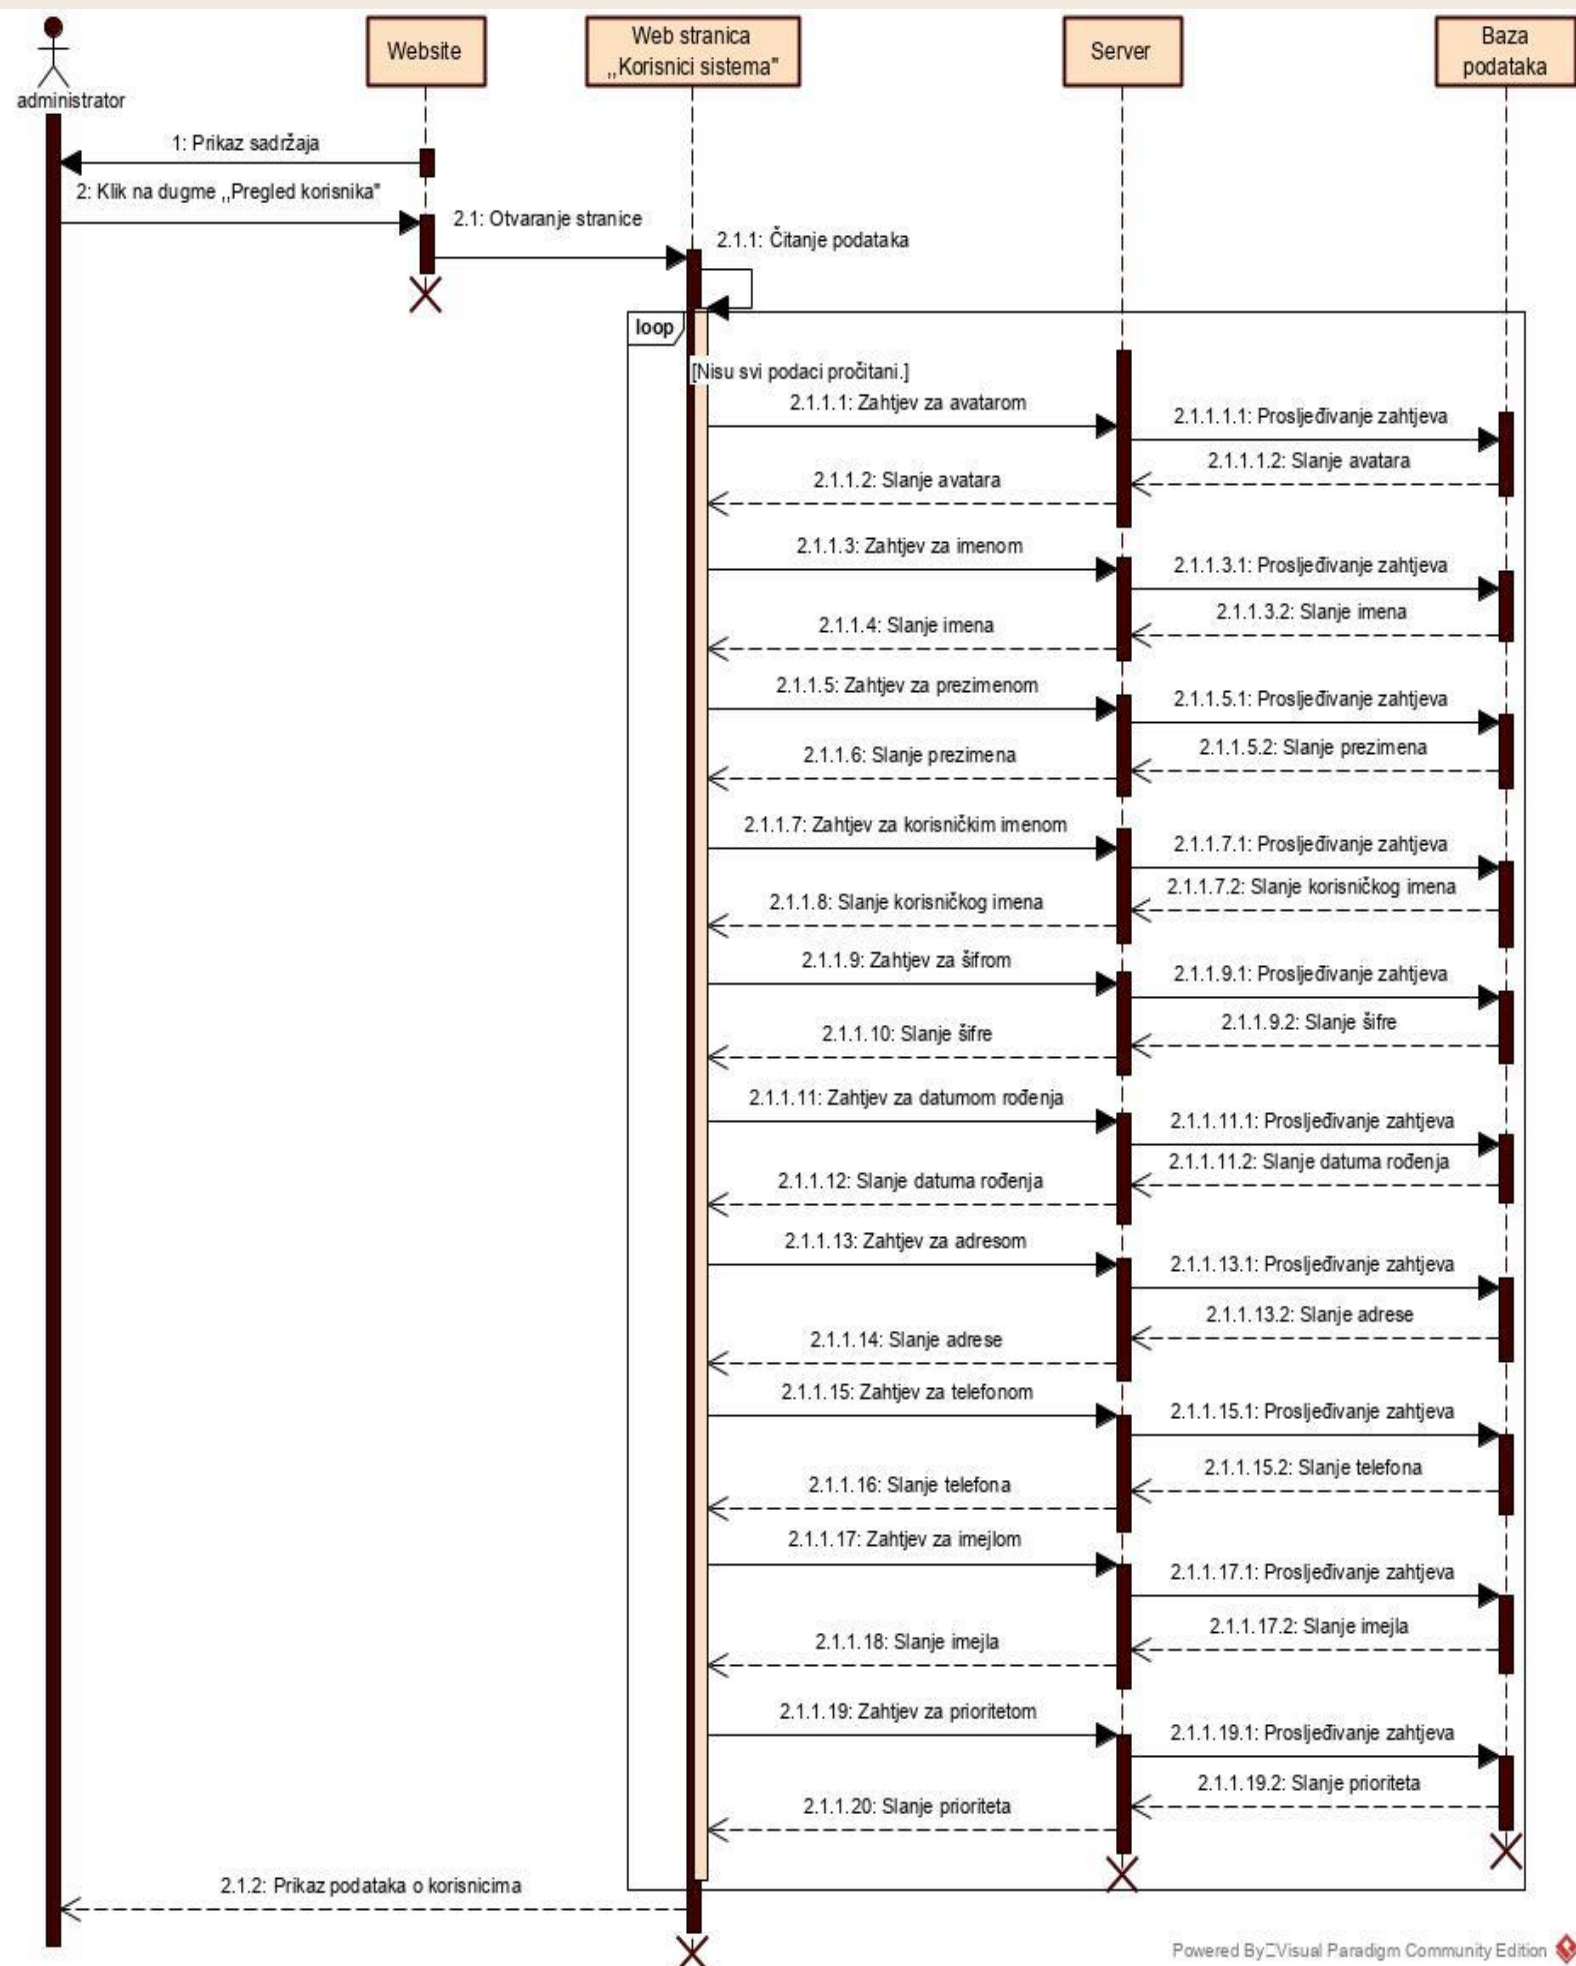 Website
Web stranica
,,Korisnici sistema"
Server
Baza
podataka
administrator
1: Prikaz sadržaja
2: Klik na dugme ,,Pregled korisnika"
2.1: Otvaranje stranice
2.1.1: Čitanje podataka
loop
[Nisu svi podaci pročitani.]
2.1.1.1: Zahtjev za avatarom
2.1.1.1.1: Prosljeđivanje zahtjeva
2.1.1.1.2: Slanje avatara
2.1.1.2: Slanje avatara
2.1.1.3: Zahtjev za imenom
2.1.1.3.1: Prosljeđivanje zahtjeva
2.1.1.3.2: Slanje imena
2.1.1.4: Slanje imena
2.1.1.5: Zahtjev za prezimenom
2.1.1.5.1: Prosljeđivanje zahtjeva
2.1.1.5.2: Slanje prezimena
2.1.1.6: Slanje prezimena
2.1.1.7: Zahtjev za korisničkim imenom
2.1.1.7.1: Prosljeđivanje zahtjeva
2.1.1.7.2: Slanje korisničkog imena
2.1.1.8: Slanje korisničkog imena
2.1.1.9: Zahtjev za šifrom
2.1.1.9.1: Prosljeđivanje zahtjeva
2.1.1.9.2: Slanje šifre
2.1.1.10: Slanje šifre
2.1.1.11: Zahtjev za datumom rođenja
2.1.1.11.1: Prosljeđivanje zahtjeva
2.1.1.11.2: Slanje datuma rođenja
2.1.1.12: Slanje datuma rođenja
2.1.1.13: Zahtjev za adresom
2.1.1.13.1: Prosljeđivanje zahtjeva
2.1.1.13.2: Slanje adrese
2.1.1.14: Slanje adrese
2.1.1.15: Zahtjev za telefonom
2.1.1.15.1: Prosljeđivanje zahtjeva
2.1.1.15.2: Slanje telefona
2.1.1.16: Slanje telefona
2.1.1.17: Zahtjev za imejlom
2.1.1.17.1: Prosljeđivanje zahtjeva
2.1.1.17.2: Slanje imejla
2.1.1.18: Slanje imejla
2.1.1.19: Zahtjev za prioritetom
2.1.1.19.1: Prosljeđivanje zahtjeva
2.1.1.19.2: Slanje prioriteta
2.1.1.20: Slanje prioriteta
2.1.2: Prikaz podataka o korisnicima
Powered By Visual Paradigm Community Edition